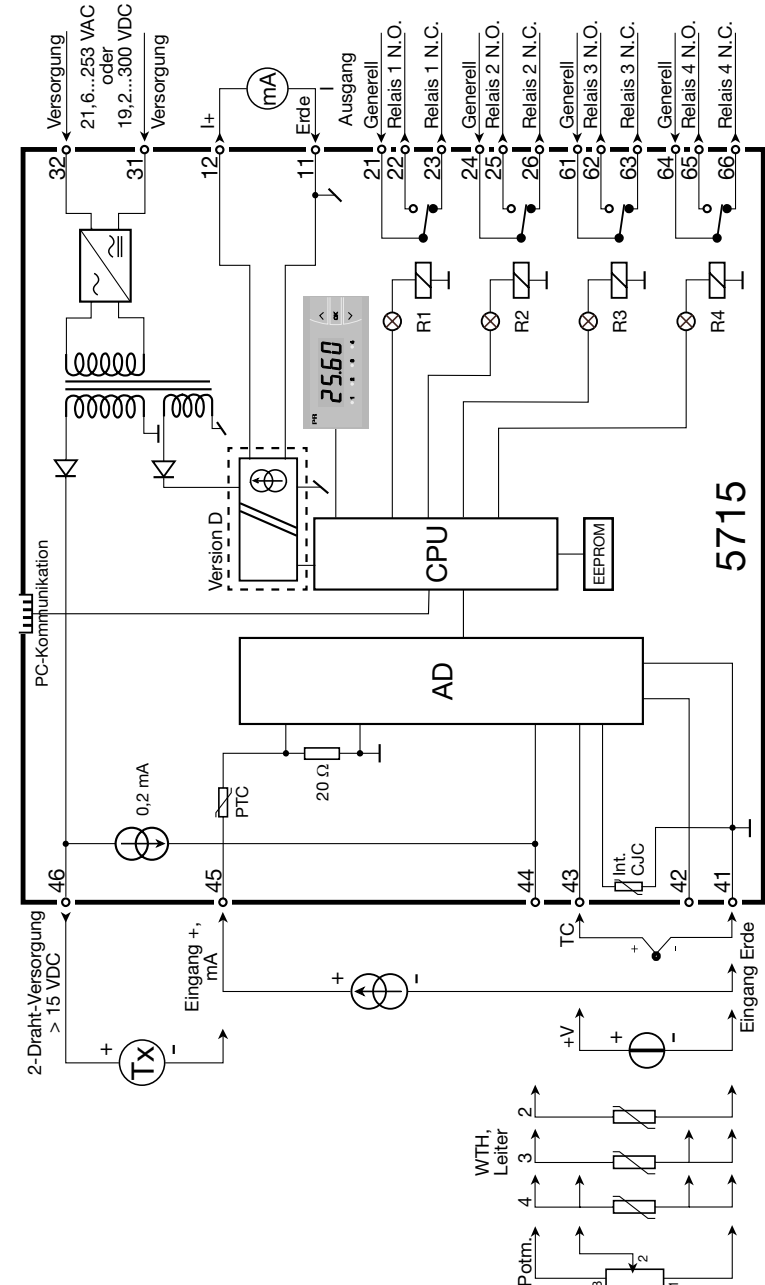 Versorgung
21,6...253 VAC
oder
19,2...300 VDC
Versorgung
I+
mA
Erde
I
Ausgang
Generell
Relais 1 N.O.
Relais 1 N.C.
Generell
Relais 2 N.O.
Relais 2 N.C.
Generell
Relais 3 N.O.
Relais 3 N.C.
Generell
Relais 4 N.O.
Relais 4 N.C.
32
31
12
11
21
22
23
24
25
26
61
62
63
64
65
66
PR
25.60
1 2 3 4
OK
R1
R2
R3
R4
Version D
CPU
EEPROM
5715
PC-Kommunikation
AD
0,2 mA
PTC
20 Ω
Int.
CJC
46
45
44
43
42
41
2-Draht-Versorgung
> 15 VDC
+
Tx
-
Eingang +,
mA
+
-
TC
+
-
Eingang Erde
+V
+
-
WTH,
Leiter
2
3
4
Potm.
3
2
1